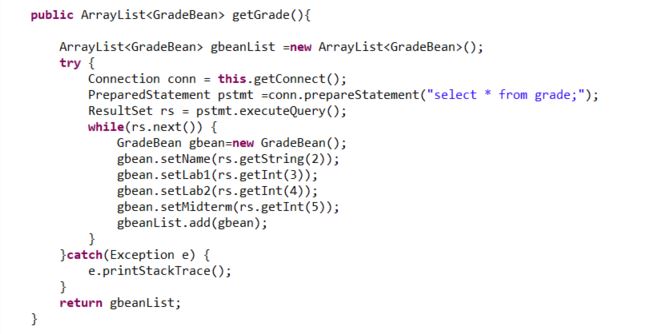 public ArrayList<GradeBean> getGrade(){
ArrayList<GradeBean> gbeanList =new ArrayList<GradeBean>();
try {
Connection conn = this.getConnect();
PreparedStatement pstmt =conn.prepareStatement("select * from grade;");
ResultSet rs = pstmt.executeQuery();
while(rs.next()) {
GradeBean gbean=new GradeBean();
gbean.setName(rs.getString(2));
gbean.setLab1(rs.getInt(3));
gbean.setLab2(rs.getInt(4));
gbean.setMidterm(rs.getInt(5));
gbeanList.add(gbean);
}
}catch(Exception e) {
e.printStackTrace();
}
return gbeanList;
}